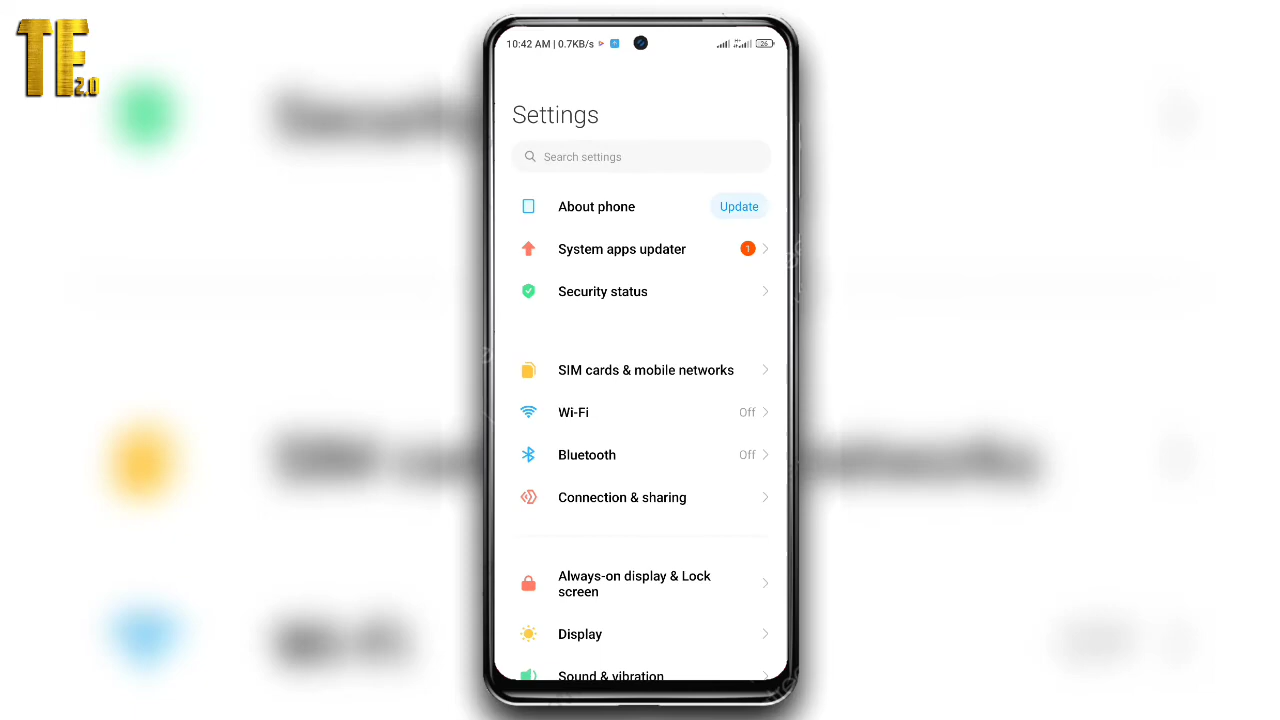 TF
2.0
10:42 AM | 0.7KB/s
26
Settings
Search settings
About phone
Update
System apps updater
1
Security status
SIM cards & mobile networks
Wi-Fi
Off
Bluetooth
Off
Connection & sharing
Always-on display & Lock
screen
Display
Sound & vibration